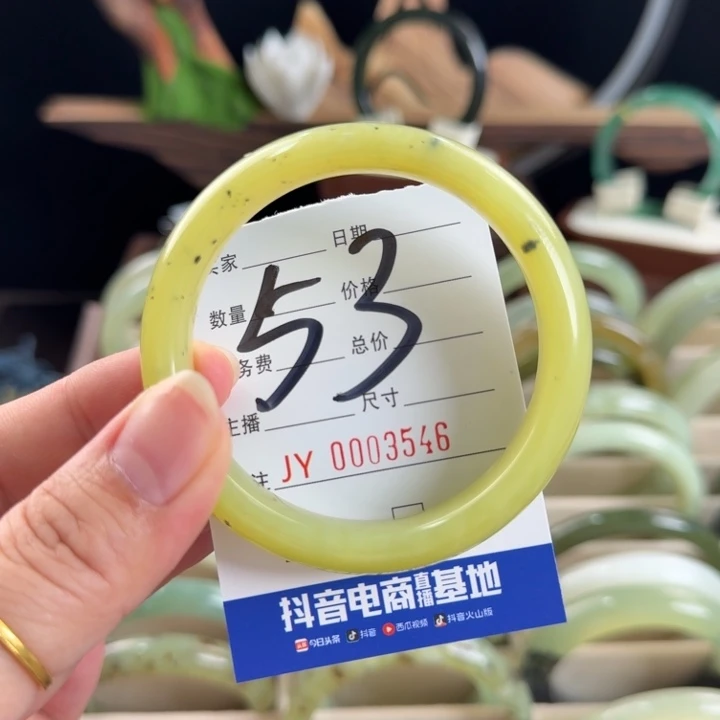 家 日期
数量 价格
务费 总价
主播 尺寸
注 JY 0003546
53
抖音电商直播基地
今日头条 抖音 西瓜视频 抖音火山版